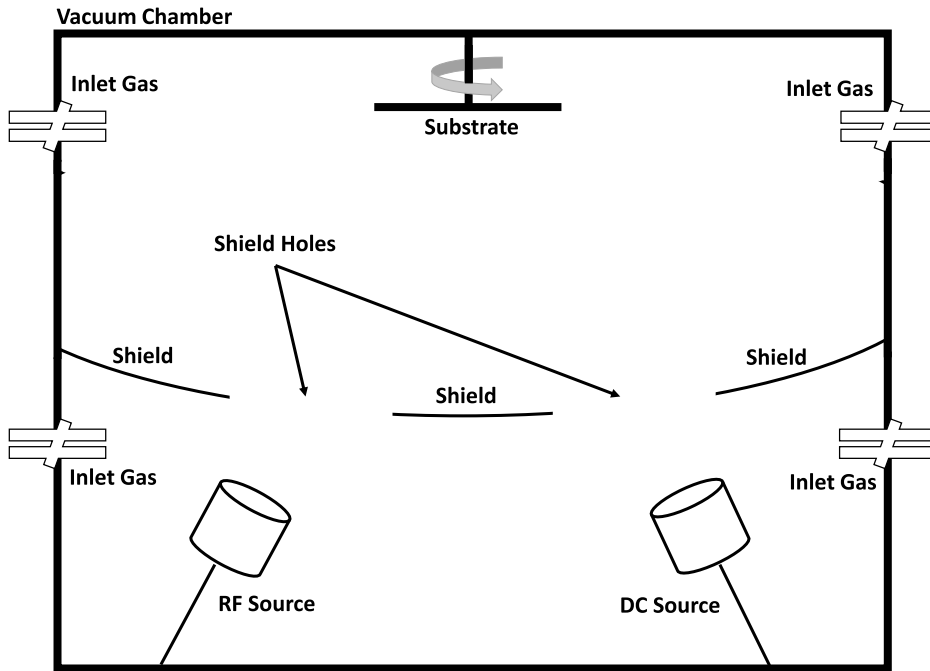 Vacuum Chamber
Inlet Gas
Inlet Gas
Substrate
Shield Holes
Shield
Shield
Shield
Inlet Gas
Inlet Gas
RF Source
DC Source